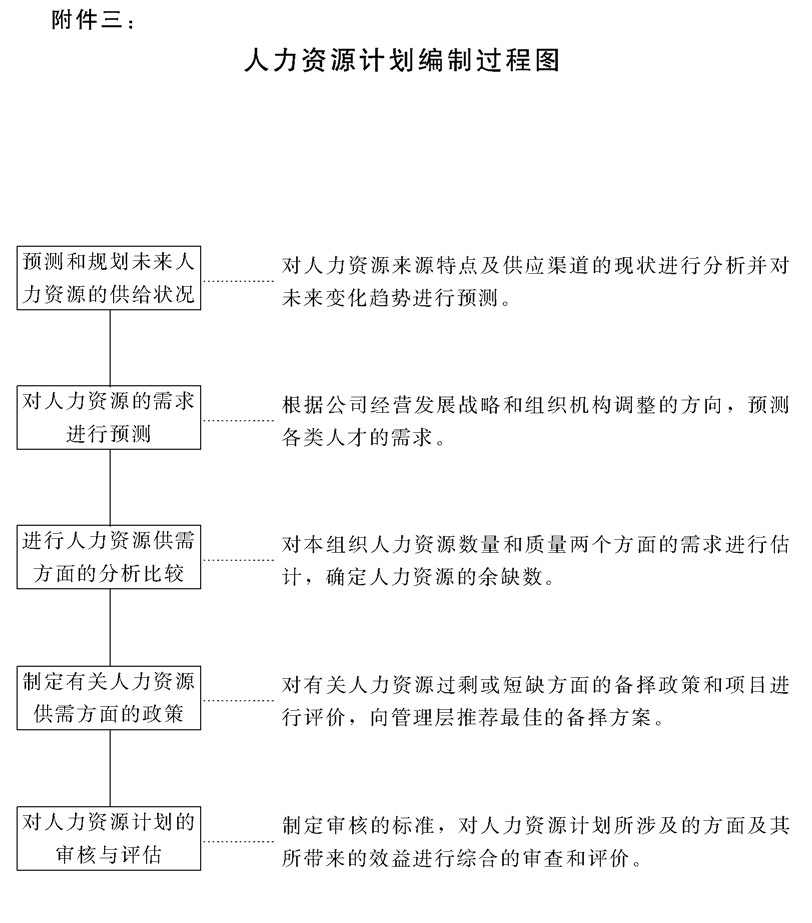 附件三：
人力资源计划编制过程图
预测和规划未来人
力资源的供给状况
对人力资源来源特点及供应渠道的现状进行分析并对
未来变化趋势进行预测。
对人力资源的需求
进行预测
根据公司经营发展战略和组织机构调整的方向，预测
各类人才的需求。
进行人力资源供需
方面的分析比较
对本组织人力资源数量和质量两个方面的需求进行估
计，确定人力资源的余缺数。
制定有关人力资源
供需方面的政策
对有关人力资源过剩或短缺方面的备择政策和项目进
行评价，向管理层推荐最佳的备择方案。
对人力资源计划的
审核与评估
制定审核的标准，对人力资源计划所涉及的方面及其
所带来的效益进行综合的审查和评价。